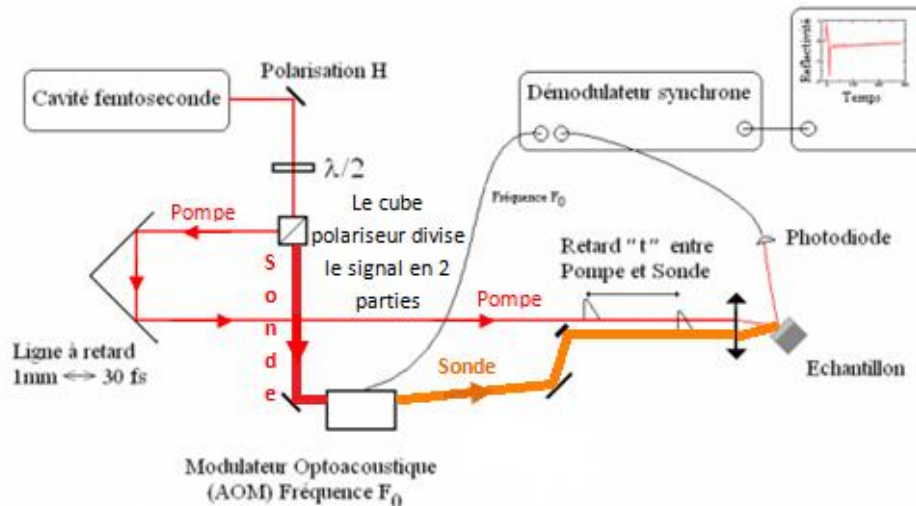 Polarisation H
Cavité femtoseconde
Démodulateur synchrone
Reflectivité
Temps
λ/2
Fréquence F0
Pompe
Le cube
polariseur divise
le signal en 2
parties
Sonde
Retard "t" entre
Pompe et Sonde
Photodiode
Pompe
Ligne à retard
1mm <--> 30 fs
Sonde
Echantillon
Modulateur Optoacoustique
(AOM) Fréquence F0